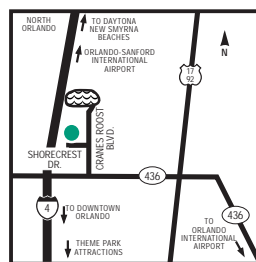 NORTH
ORLANDO
TO DAYTONA
NEW SMYRNA
BEACHES
ORLANDO-SANFORD
INTERNATIONAL
AIRPORT
N
17
92
CRANES ROOST
BLVD.
SHORECREST
DR.
436
4
TO DOWNTOWN
ORLANDO
436
TO
ORLANDO
INTERNATIONAL
AIRPORT
THEME PARK
ATTRACTIONS